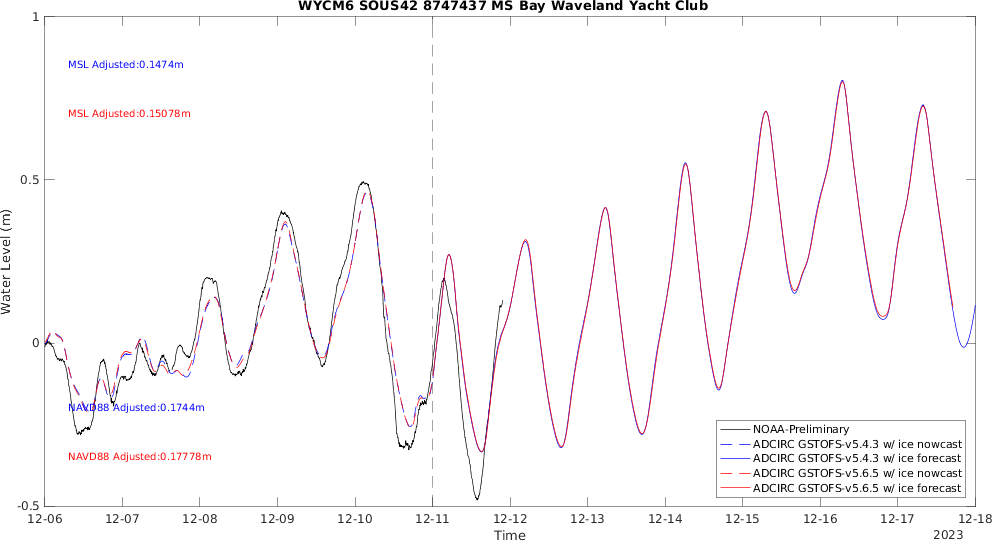 WYCM6 SOUS42 8747437 MS Bay Waveland Yacht Club
1
MSL Adjusted:0.1474m
MSL Adjusted:0.15078m
0.5
Water Level (m)
0
NAVD88 Adjusted:0.1744m
NAVD88 Adjusted:0.17778m
-0.5
NOAA-Preliminary
ADCIRC GSTOFS-v5.4.3 w/ ice nowcast
ADCIRC GSTOFS-v5.4.3 w/ ice forecast
ADCIRC GSTOFS-v5.6.5 w/ ice nowcast
ADCIRC GSTOFS-v5.6.5 w/ ice forecast
12-06 12-07 12-08 12-09 12-10 12-11 12-12 12-13 12-14 12-15 12-16 12-17 12-18
Time
2023